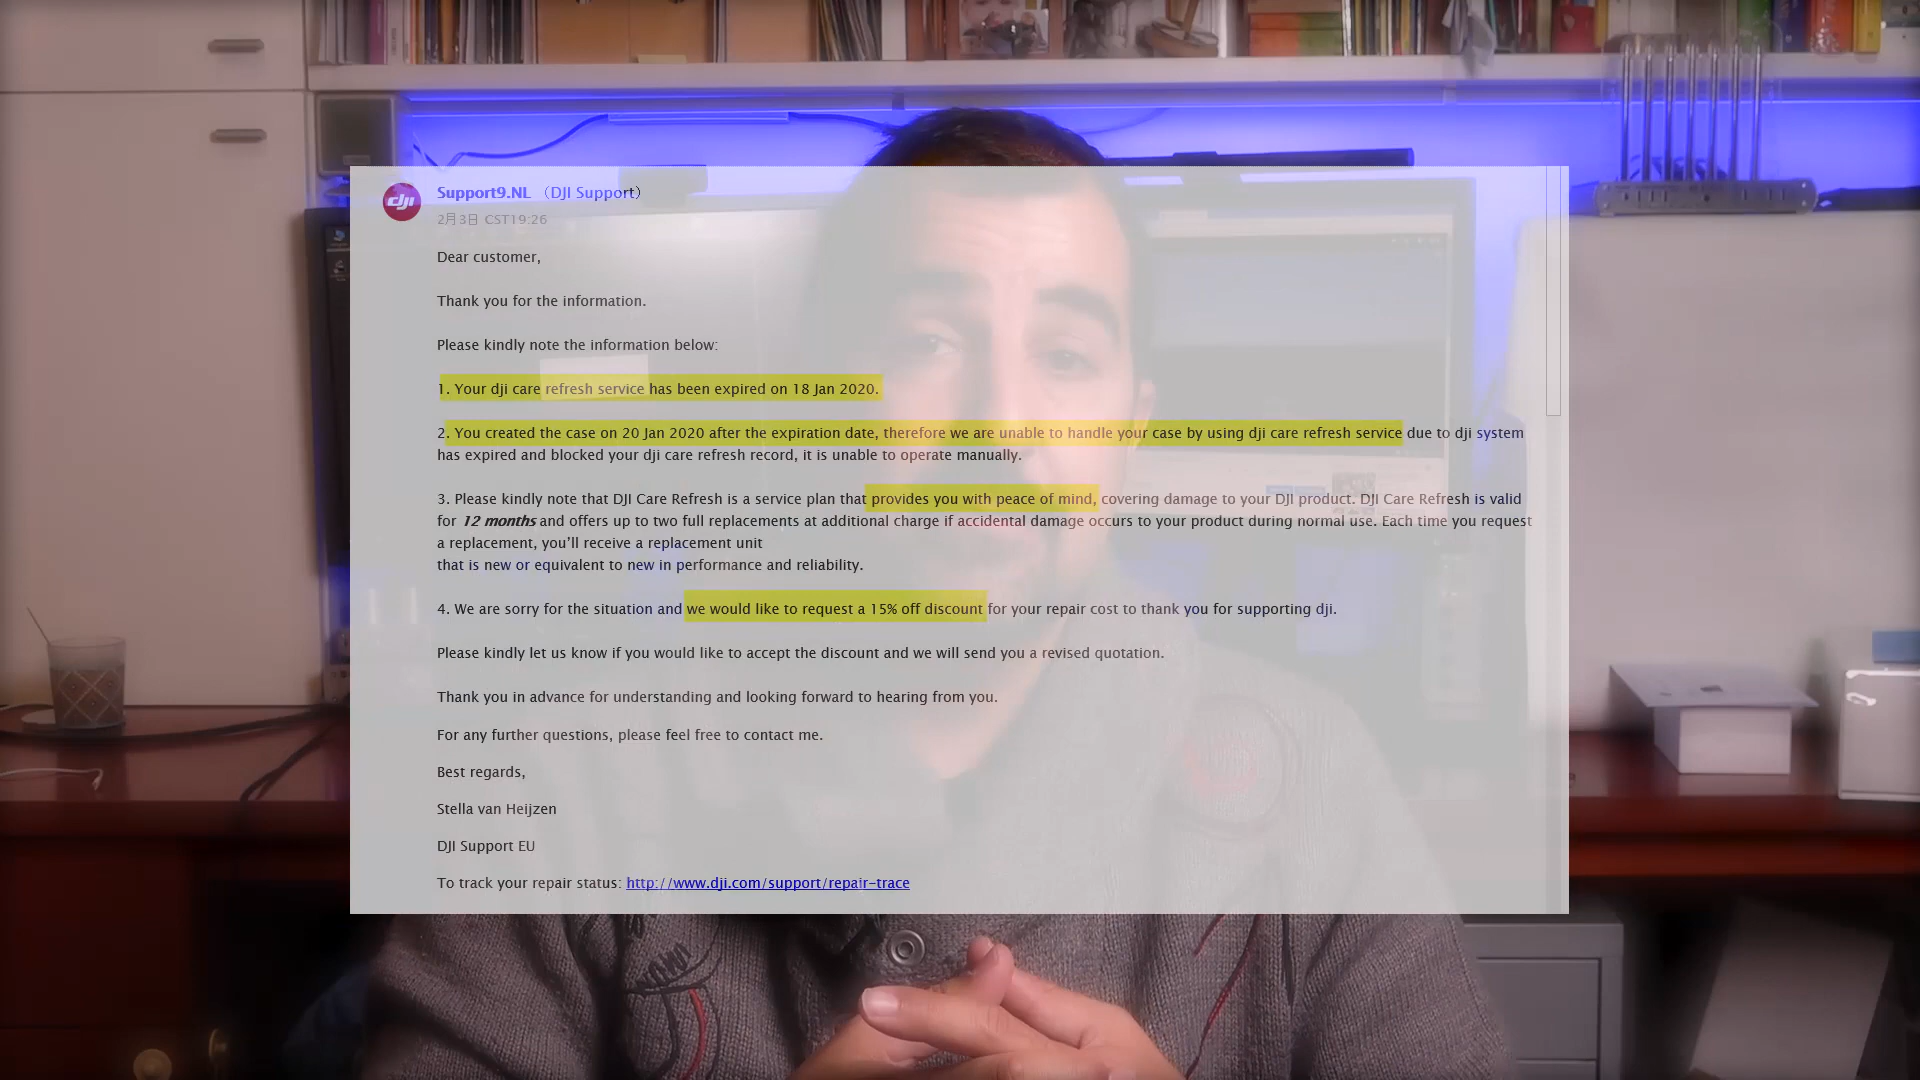 dji
Support9.NL（DJI Support）
2月3日 CST19:26
Dear customer,
Thank you for the information.
Please kindly note the information below:
1. Your dji care refresh service has been expired on 18 Jan 2020.
2. You created the case on 20 Jan 2020 after the expiration date, therefore we are unable to handle your case by using dji care refresh service due to dji system
has expired and blocked your dji care refresh record, it is unable to operate manually.
3. Please kindly note that DJI Care Refresh is a service plan that provides you with peace of mind, covering damage to your DJI product. DJI Care Refresh is valid
for 12 months and offers up to two full replacements at additional charge if accidental damage occurs to your product during normal use. Each time you request
a replacement, you’ll receive a replacement unit
that is new or equivalent to new in performance and reliability.
4. We are sorry for the situation and we would like to request a 15% off discount for your repair cost to thank you for supporting dji.
Please kindly let us know if you would like to accept the discount and we will send you a revised quotation.
Thank you in advance for understanding and looking forward to hearing from you.
For any further questions, please feel free to contact me.
Best regards,
Stella van Heijzen
DJI Support EU
To track your repair status: http://www.dji.com/support/repair-trace